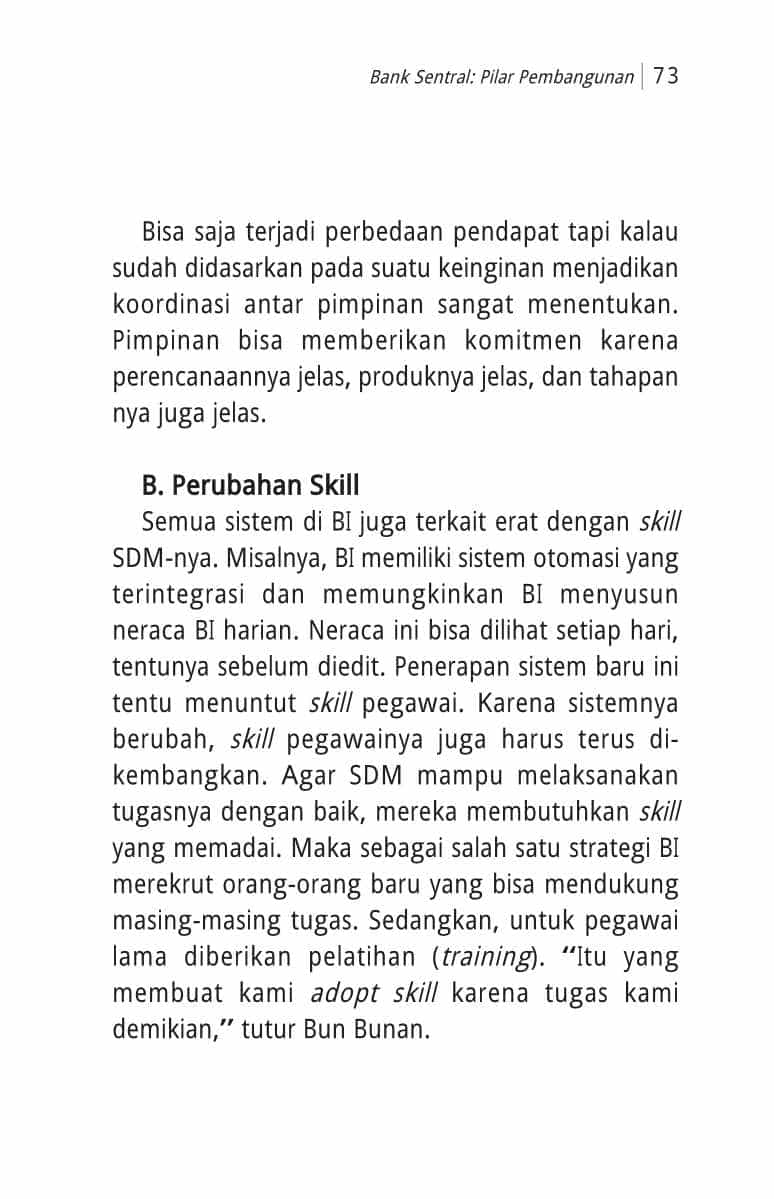 Bank Sentral: Pilar Pembangunan | 73
Bisa saja terjadi perbedaan pendapat tapi kalau
sudah didasarkan pada suatu keinginan menjadikan
koordinasi antar pimpinan sangat menentukan.
Pimpinan bisa memberikan komitmen karena
perencanaannya jelas, produknya jelas, dan tahapan
nya juga jelas.
B. Perubahan Skill
Semua sistem di BI juga terkait erat dengan skill
SDM-nya. Misalnya, BI memiliki sistem otomasi yang
terintegrasi dan memungkinkan BI menyusun
neraca BI harian. Neraca ini bisa dilihat setiap hari,
tentunya sebelum diedit. Penerapan sistem baru ini
tentu menuntut skill pegawai. Karena sistemnya
berubah, skill pegawainya juga harus terus di-
kembangkan. Agar SDM mampu melaksanakan
tugasnya dengan baik, mereka membutuhkan skill
yang memadai. Maka sebagai salah satu strategi BI
merekrut orang-orang baru yang bisa mendukung
masing-masing tugas. Sedangkan, untuk pegawai
lama diberikan pelatihan (training). “Itu yang
membuat kami adopt skill karena tugas kami
demikian,” tutur Bun Bunan.